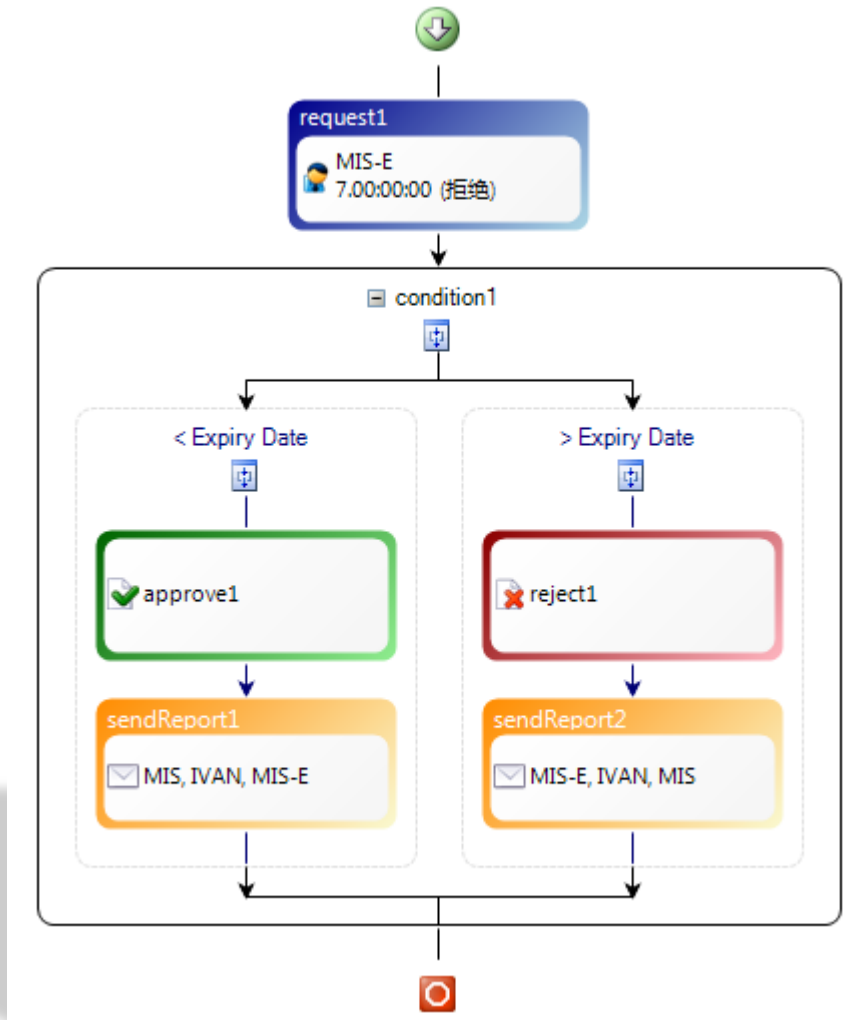 request1
MIS-E
7.00:00:00 (拒绝)
condition1
< Expiry Date
> Expiry Date
approve1
reject1
sendReport1
sendReport2
MIS, IVAN, MIS-E
MIS-E, IVAN, MIS